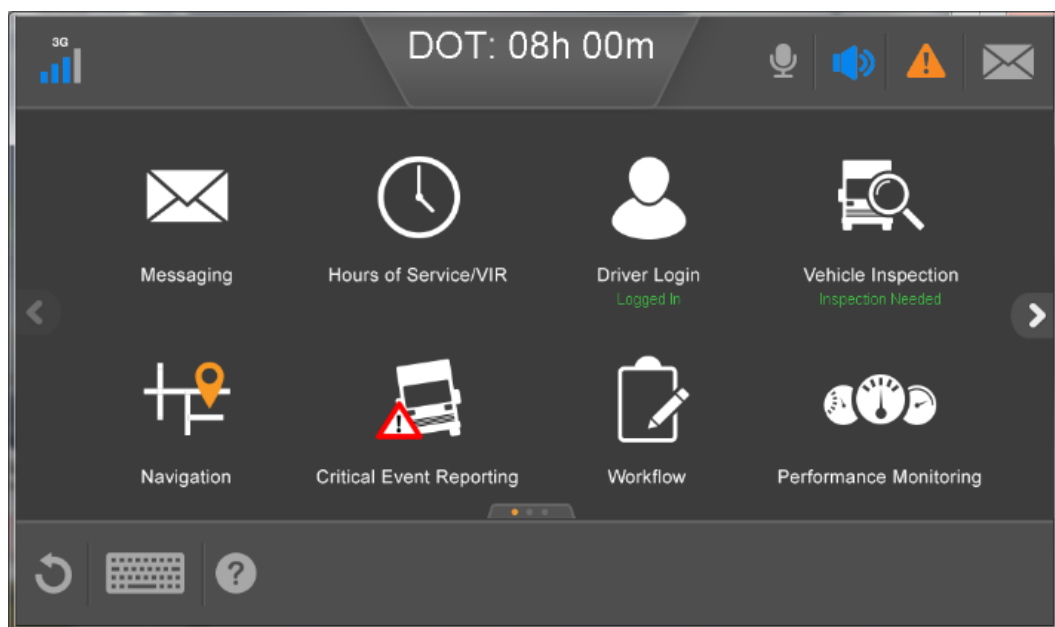 3G
DOT: 08h 00m
Messaging
Hours of Service/VIR
Driver Login
Logged In
Vehicle Inspection
Inspection Needed
Navigation
Critical Event Reporting
Workflow
Performance Monitoring